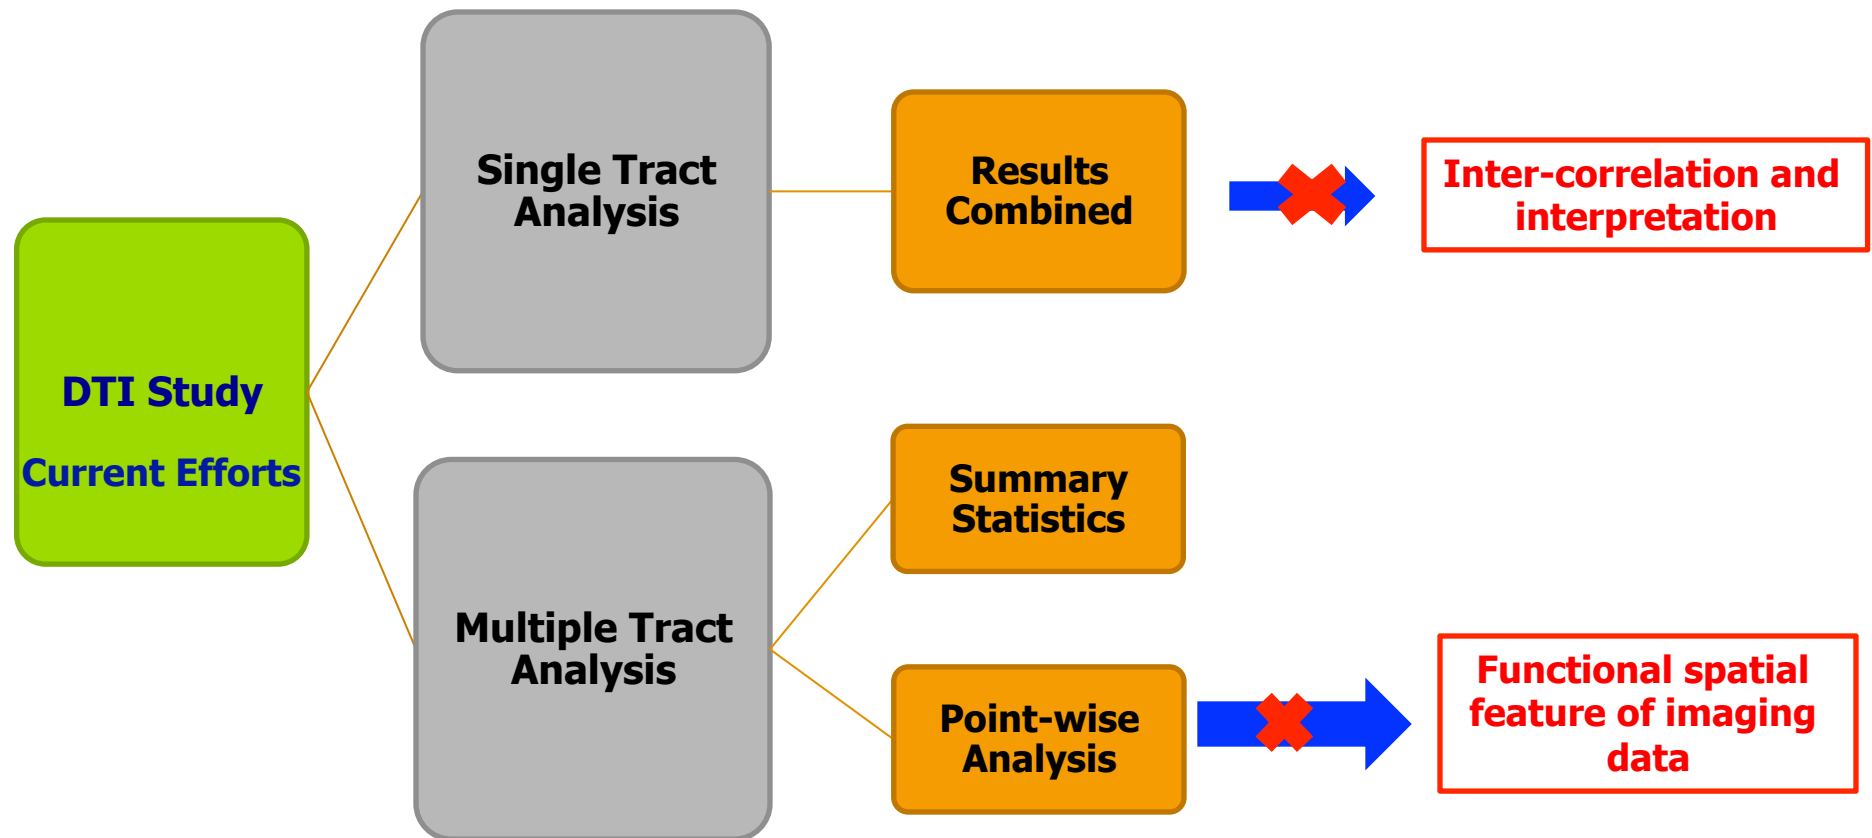 DTI Study
Current Efforts
Single Tract
Analysis
Results
Combined
Inter-correlation and
interpretation
Multiple Tract
Analysis
Summary
Statistics
Point-wise
Analysis
Functional spatial
feature of imaging
data